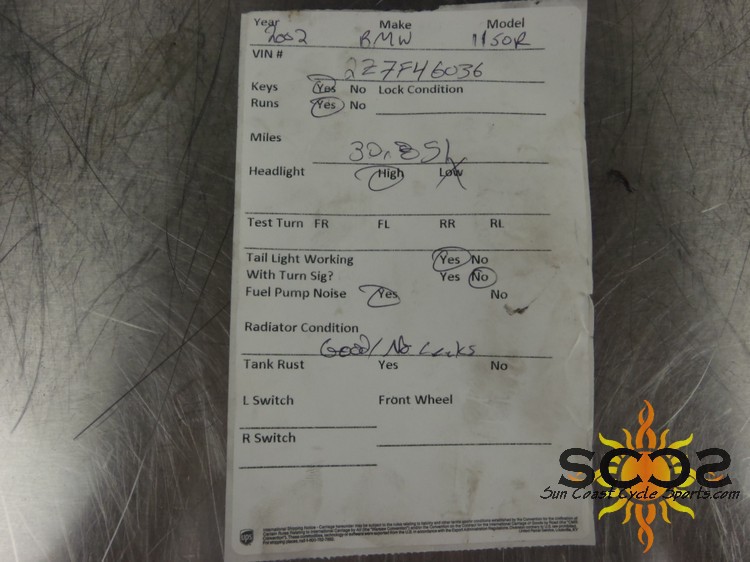 Year Make Model
2002 BMW 1150R
VIN #
2Z7F46036
Keys Yes No Lock Condition
Runs Yes No
Miles
30,851
Headlight High Low
Test Turn FR FL RR RL
Tail Light Working Yes No
With Turn Sig? Yes No
Fuel Pump Noise Yes No
Radiator Condition
Good/No Leaks
Tank Rust Yes No
L Switch Front Wheel
R Switch
ups
SCCS
Sun Coast Cycle Sports.com